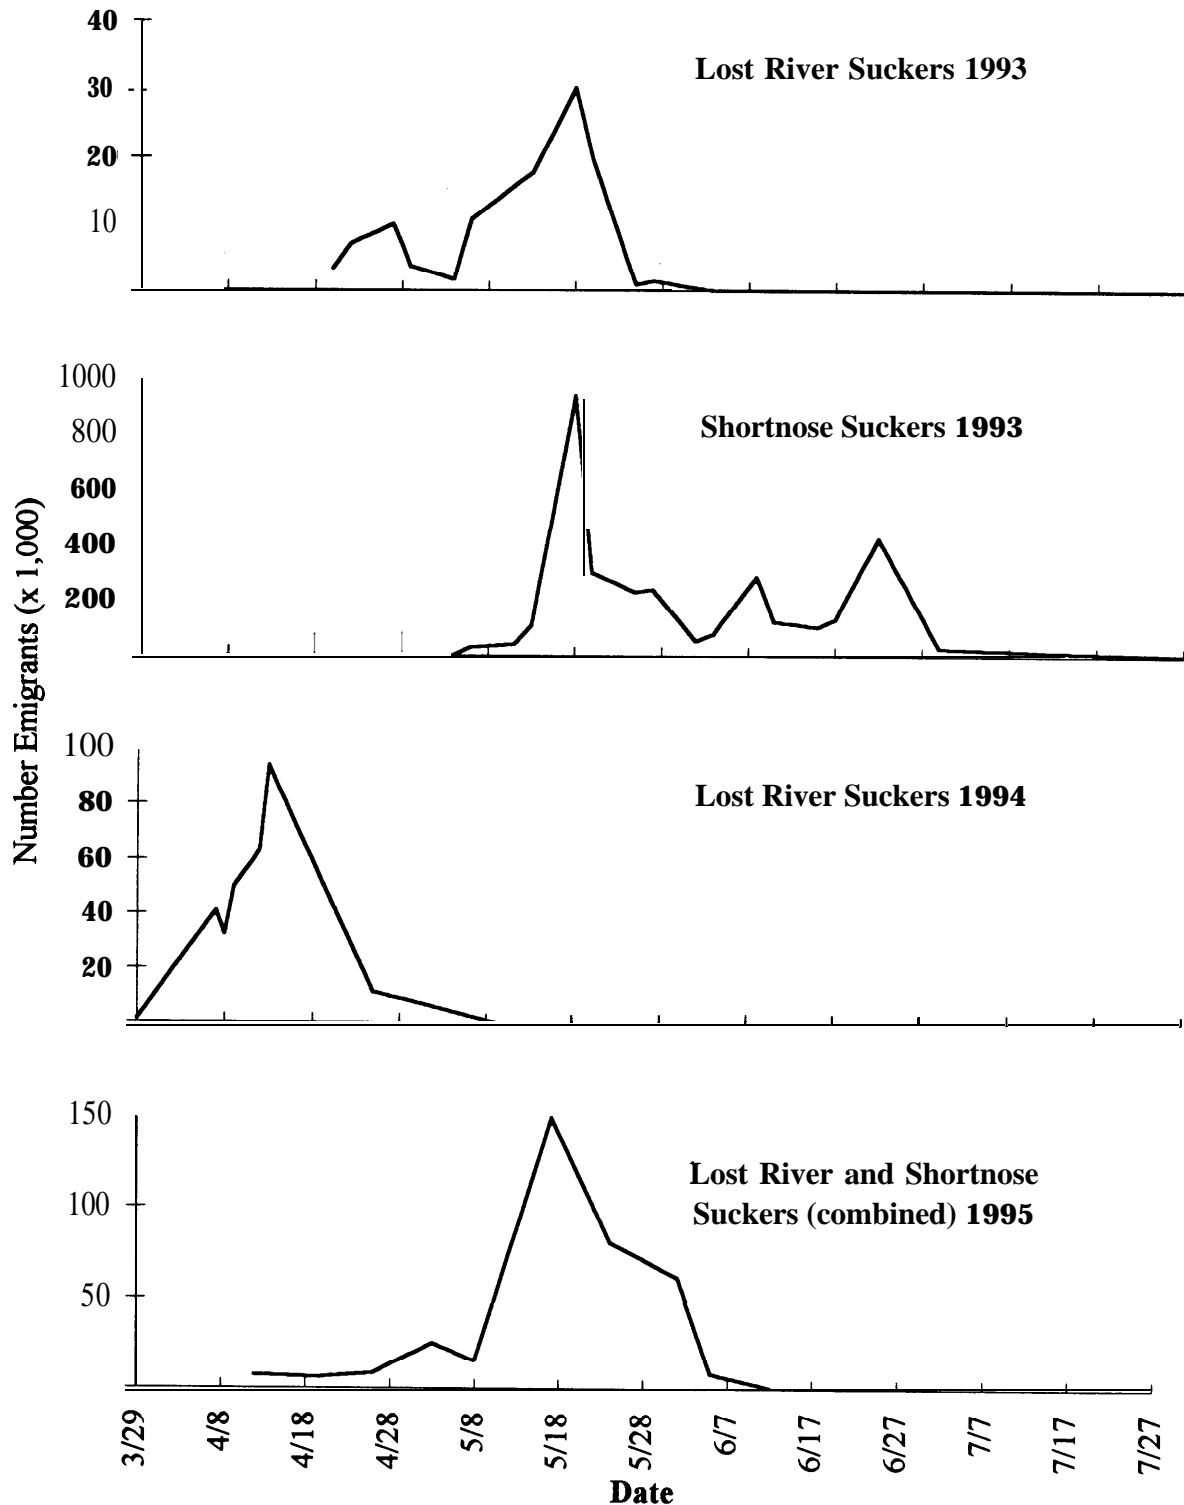 Number Emigrants (x 1,000)
40
30
20
10
Lost River Suckers 1993
1000
800
600
400
200
Shortnose Suckers 1993
100
80
60
40
20
Lost River Suckers 1994
150
100
50
Lost River and Shortnose
Suckers (combined) 1995
3/29 4/8 4/18 4/28 5/8 5/18 5/28 6/7 6/17 6/27 7/7 7/17 7/27
Date